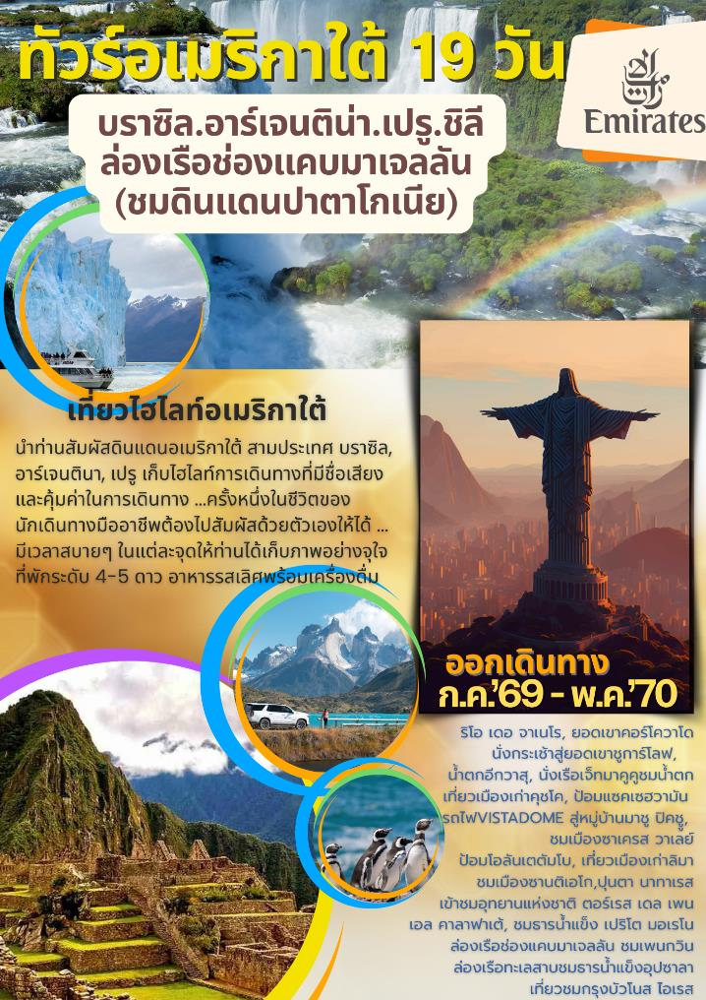 ทัวร์อเมริกาใต้ 19 วัน
Emirates
บราซิล.อาร์เจนติน่า.เปรู.ชิลี
ล่องเรือช่องแคบมาเจลลัน
(ชมดินแดนปาตาโกเนีย)
เที่ยวไฮไลท์อเมริกาใต้
นำท่านสัมผัสดินแดนอเมริกาใต้ สามประเทศ บราซิล,
อาร์เจนตินา, เปรู เก็บไฮไลท์การเดินทางที่มีชื่อเสียง
และคุ้มค่าในการเดินทาง ...ครั้งหนึ่งในชีวิตของ
นักเดินทางมืออาชีพต้องไปสัมผัสด้วยตัวเองให้ได้ ...
มีเวลาสบายๆ ในแต่ละจุดให้ท่านได้เก็บภาพอย่างจุใจ
ที่พักระดับ 4-5 ดาว อาหารรสเลิศพร้อมเครื่องดื่ม
ออกเดินทาง
ก.ค.’69 - พ.ค.’70
ริโอ เดอ จาเนโร, ยอดเขาคอร์โควาโด
นั่งกระเช้าสู่ยอดเขาชูการ์โลฟ,
น้ำตกอีกวาสุ, นั่งเรือเจ็ทมาคูคูชมน้ำตก
เที่ยวเมืองเก่าคุซโค, ป้อมแซคเซฮวามัน
รถไฟVISTADOME สู่หมู่บ้านมาชู ปิคชู,
ชมเมืองซาเครส วาเลย์
ป้อมโอลันเตตัมโบ, เที่ยวเมืองเก่าลิมา
ชมเมืองซานติเอโก,ปุนตา นาทาเรส
เข้าชมอุทยานแห่งชาติ ตอร์เรส เดล เพน
เอล คาลาฟาเต้, ชมธารน้ำแข็ง เปริโต มอเรโน
ล่องเรือช่องแคบมาเจลลัน ชมเพนกวิน
ล่องเรือทะเลสาบชมธารน้ำแข็งอุปซาลา
เที่ยวชมกรุงบัวโนส ไอเรส